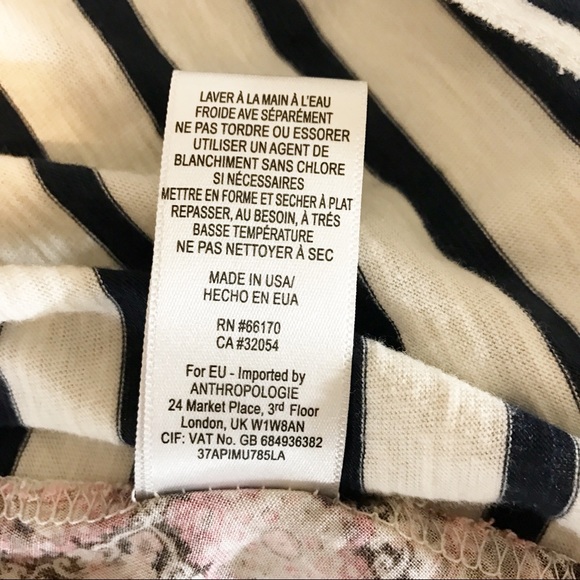 LAVER À LA MAIN À L'EAU
FROIDE AVE SÉPARÉMENT
NE PAS TORDRE OU ESSORER
UTILISER UN AGENT DE
BLANCHIMENT SANS CHLORE
SI NÉCESSAIRES
METTRE EN FORME ET SECHER À PLAT
REPASSER, AU BESOIN, À TRÉS
BASSE TEMPÉRATURE
NE PAS NETTOYER À SEC
MADE IN USA/
HECHO EN EUA
RN #66170
CA #32054
For EU - Imported by
ANTHROPOLOGIE
24 Market Place, 3rd Floor
London, UK W1W8AN
CIF: VAT No. GB 684936382
37APIMU785LA